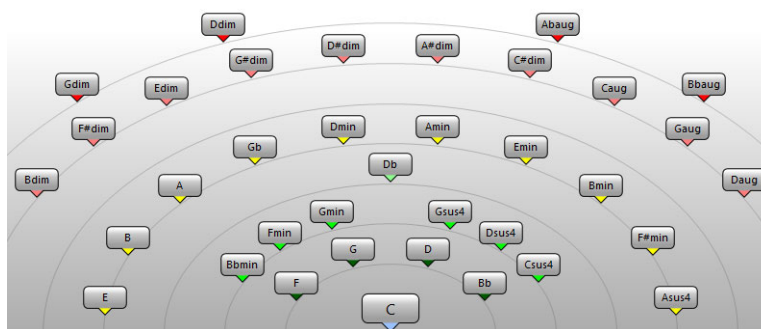 Ddim
Abaug
D#dim
A#dim
G#dim
C#dim
Gdim
Edim
Caug
Bbaug
F#dim
Gaug
Dmin
Amin
Gb
Emin
Db
Bdim
A
Bmin
Daug
Gmin
Gsus4
Fmin
Dsus4
B
F#min
G
D
Bbmin
Csus4
F
Bb
E
Asus4
C